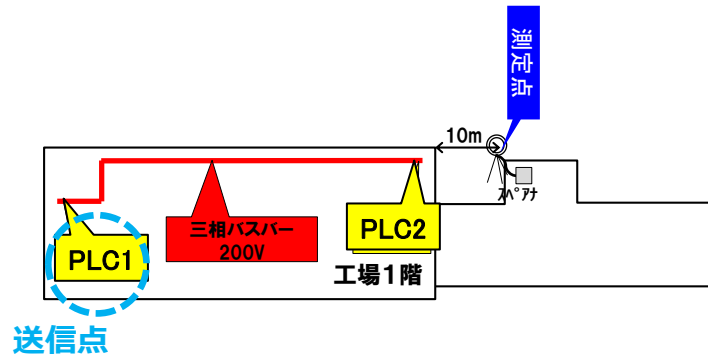 測定点
10m
ｽﾍﾟｱﾅ
三相バスバー
200V
PLC2
PLC1
工場1階
送信点